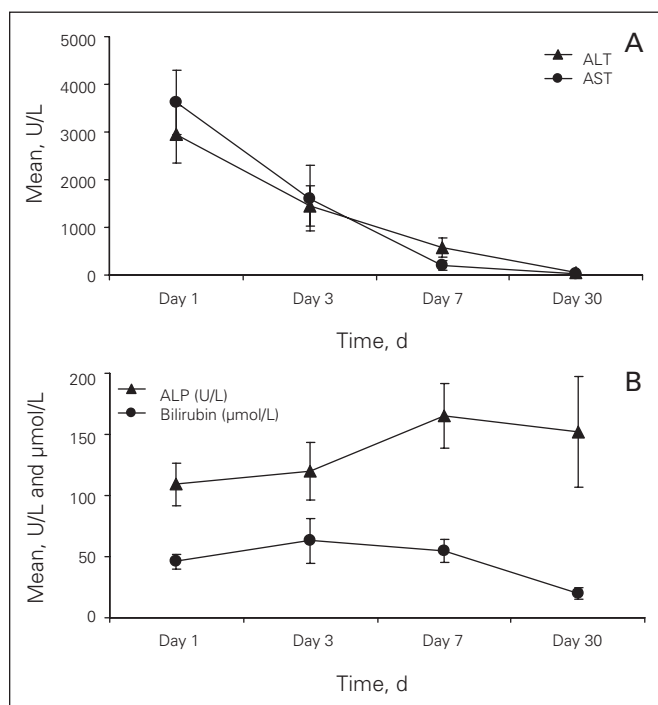 A
ALT
AST
Mean, U/L
5000
4000
3000
2000
1000
0
Day 1 Day 3 Day 7 Day 30
Time, d
B
ALP (U/L)
Bilirubin (µmol/L)
Mean, U/L and µmol/L
200
150
100
50
0
Day 1 Day 3 Day 7 Day 30
Time, d